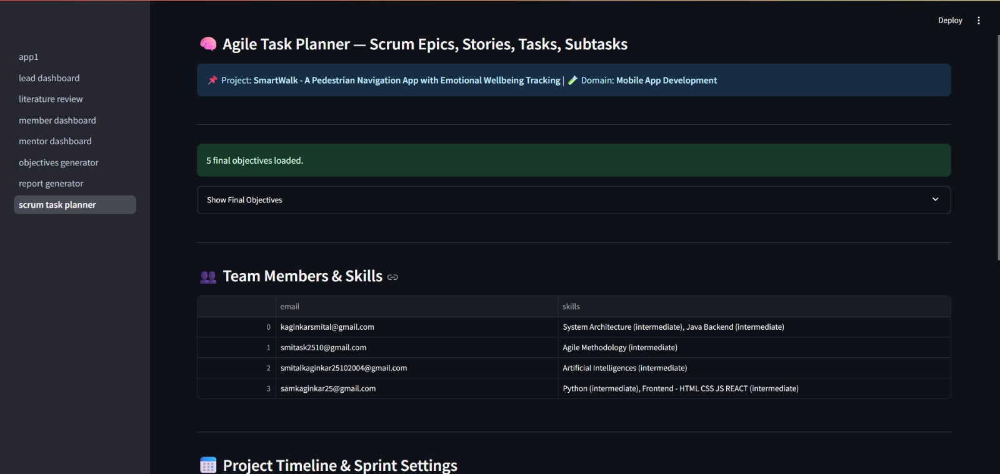 Deploy
app1
lead dashboard
literature review
member dashboard
mentor dashboard
objectives generator
report generator
scrum task planner
Agile Task Planner — Scrum Epics, Stories, Tasks, Subtasks
Project: SmartWalk - A Pedestrian Navigation App with Emotional Wellbeing Tracking | Domain: Mobile App Development
5 final objectives loaded.
Show Final Objectives
Team Members & Skills
email skills
0 kaginkarsmital@gmail.com System Architecture (intermediate), Java Backend (intermediate)
1 smitask2510@gmail.com Agile Methodology (intermediate)
2 smitalkaginkar25102004@gmail.com Artificial Intelligences (intermediate)
3 samkaginkar25@gmail.com Python (intermediate), Frontend - HTML CSS JS REACT (intermediate)
Project Timeline & Sprint Settings